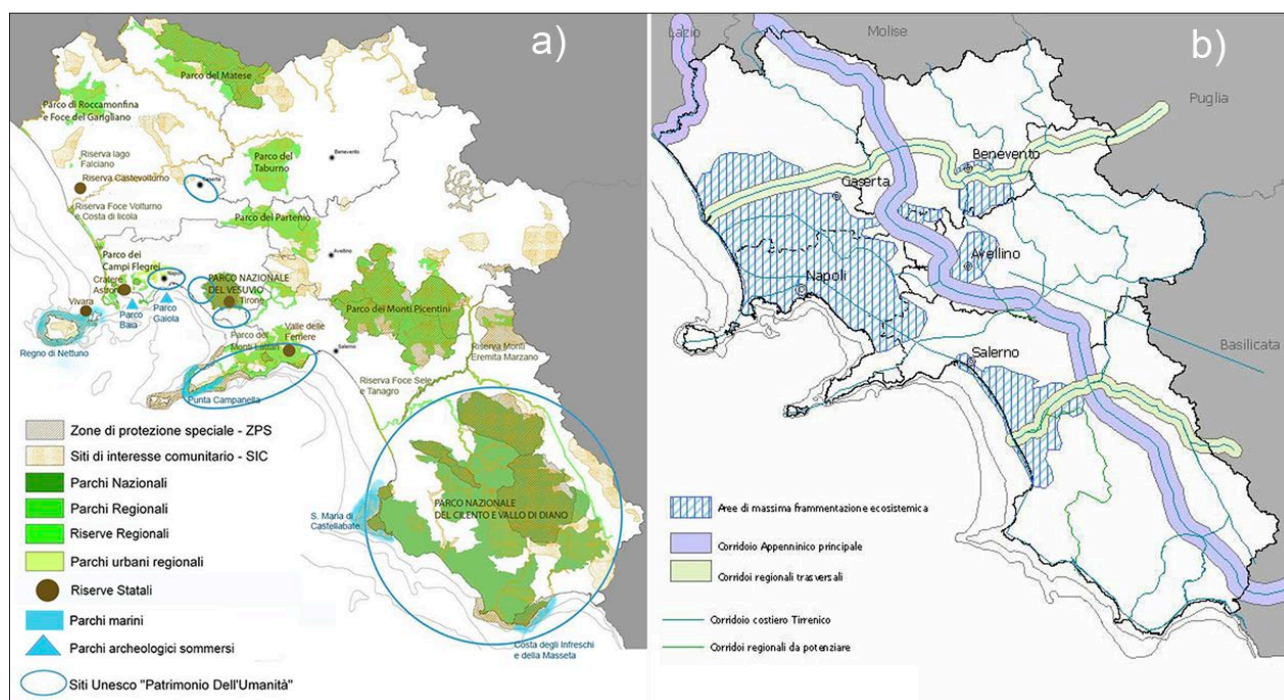 a)
Parco del Matese
Parco di Roccamonfina
e Foce del Garigliano
Riserva lago
Falciano
Riserva Castevolturno
Caserta
Parco del
Taburno
Benevento
Riserva Foce Volturno
e Costa di licola
Parco del Partenio
Avellino
Parco dei
Campi Flegrei
Cratere
Astroni
Napoli
PARCO NAZIONALE
DEL VESUVIO
Tirone
Vivara
Parco
Baia
Parco
Gaiola
Parco dei Monti Picentini
Regno di Nettuno
Parco dei
Monti Lattari
Valle delle
Ferriere
Salerno
Riserva Monti
Eremita Marzano
Punta Campanella
Riserva Foce Sele
e Tanagro
PARCO NAZIONALE
DEL CILENTO E VALLO DI DIANO
S. Maria di
Castellabate
Costa degli Infreschi
e della Masseta
Zone di protezione speciale - ZPS
Siti di interesse comunitario - SIC
Parchi Nazionali
Parchi Regionali
Riserve Regionali
Parchi urbani regionali
Riserve Statali
Parchi marini
Parchi archeologici sommersi
Siti Unesco "Patrimonio Dell'Umanità"
b)
Lazio
Molise
Puglia
Benevento
Gaserta
Avellino
Napoli
Salerno
Basilicata
Aree di massima frammentazione ecosistemica
Corridoio Appenninico principale
Corridoi regionali trasversali
Corridoio costiero Tirrenico
Corridoi regionali da potenziare